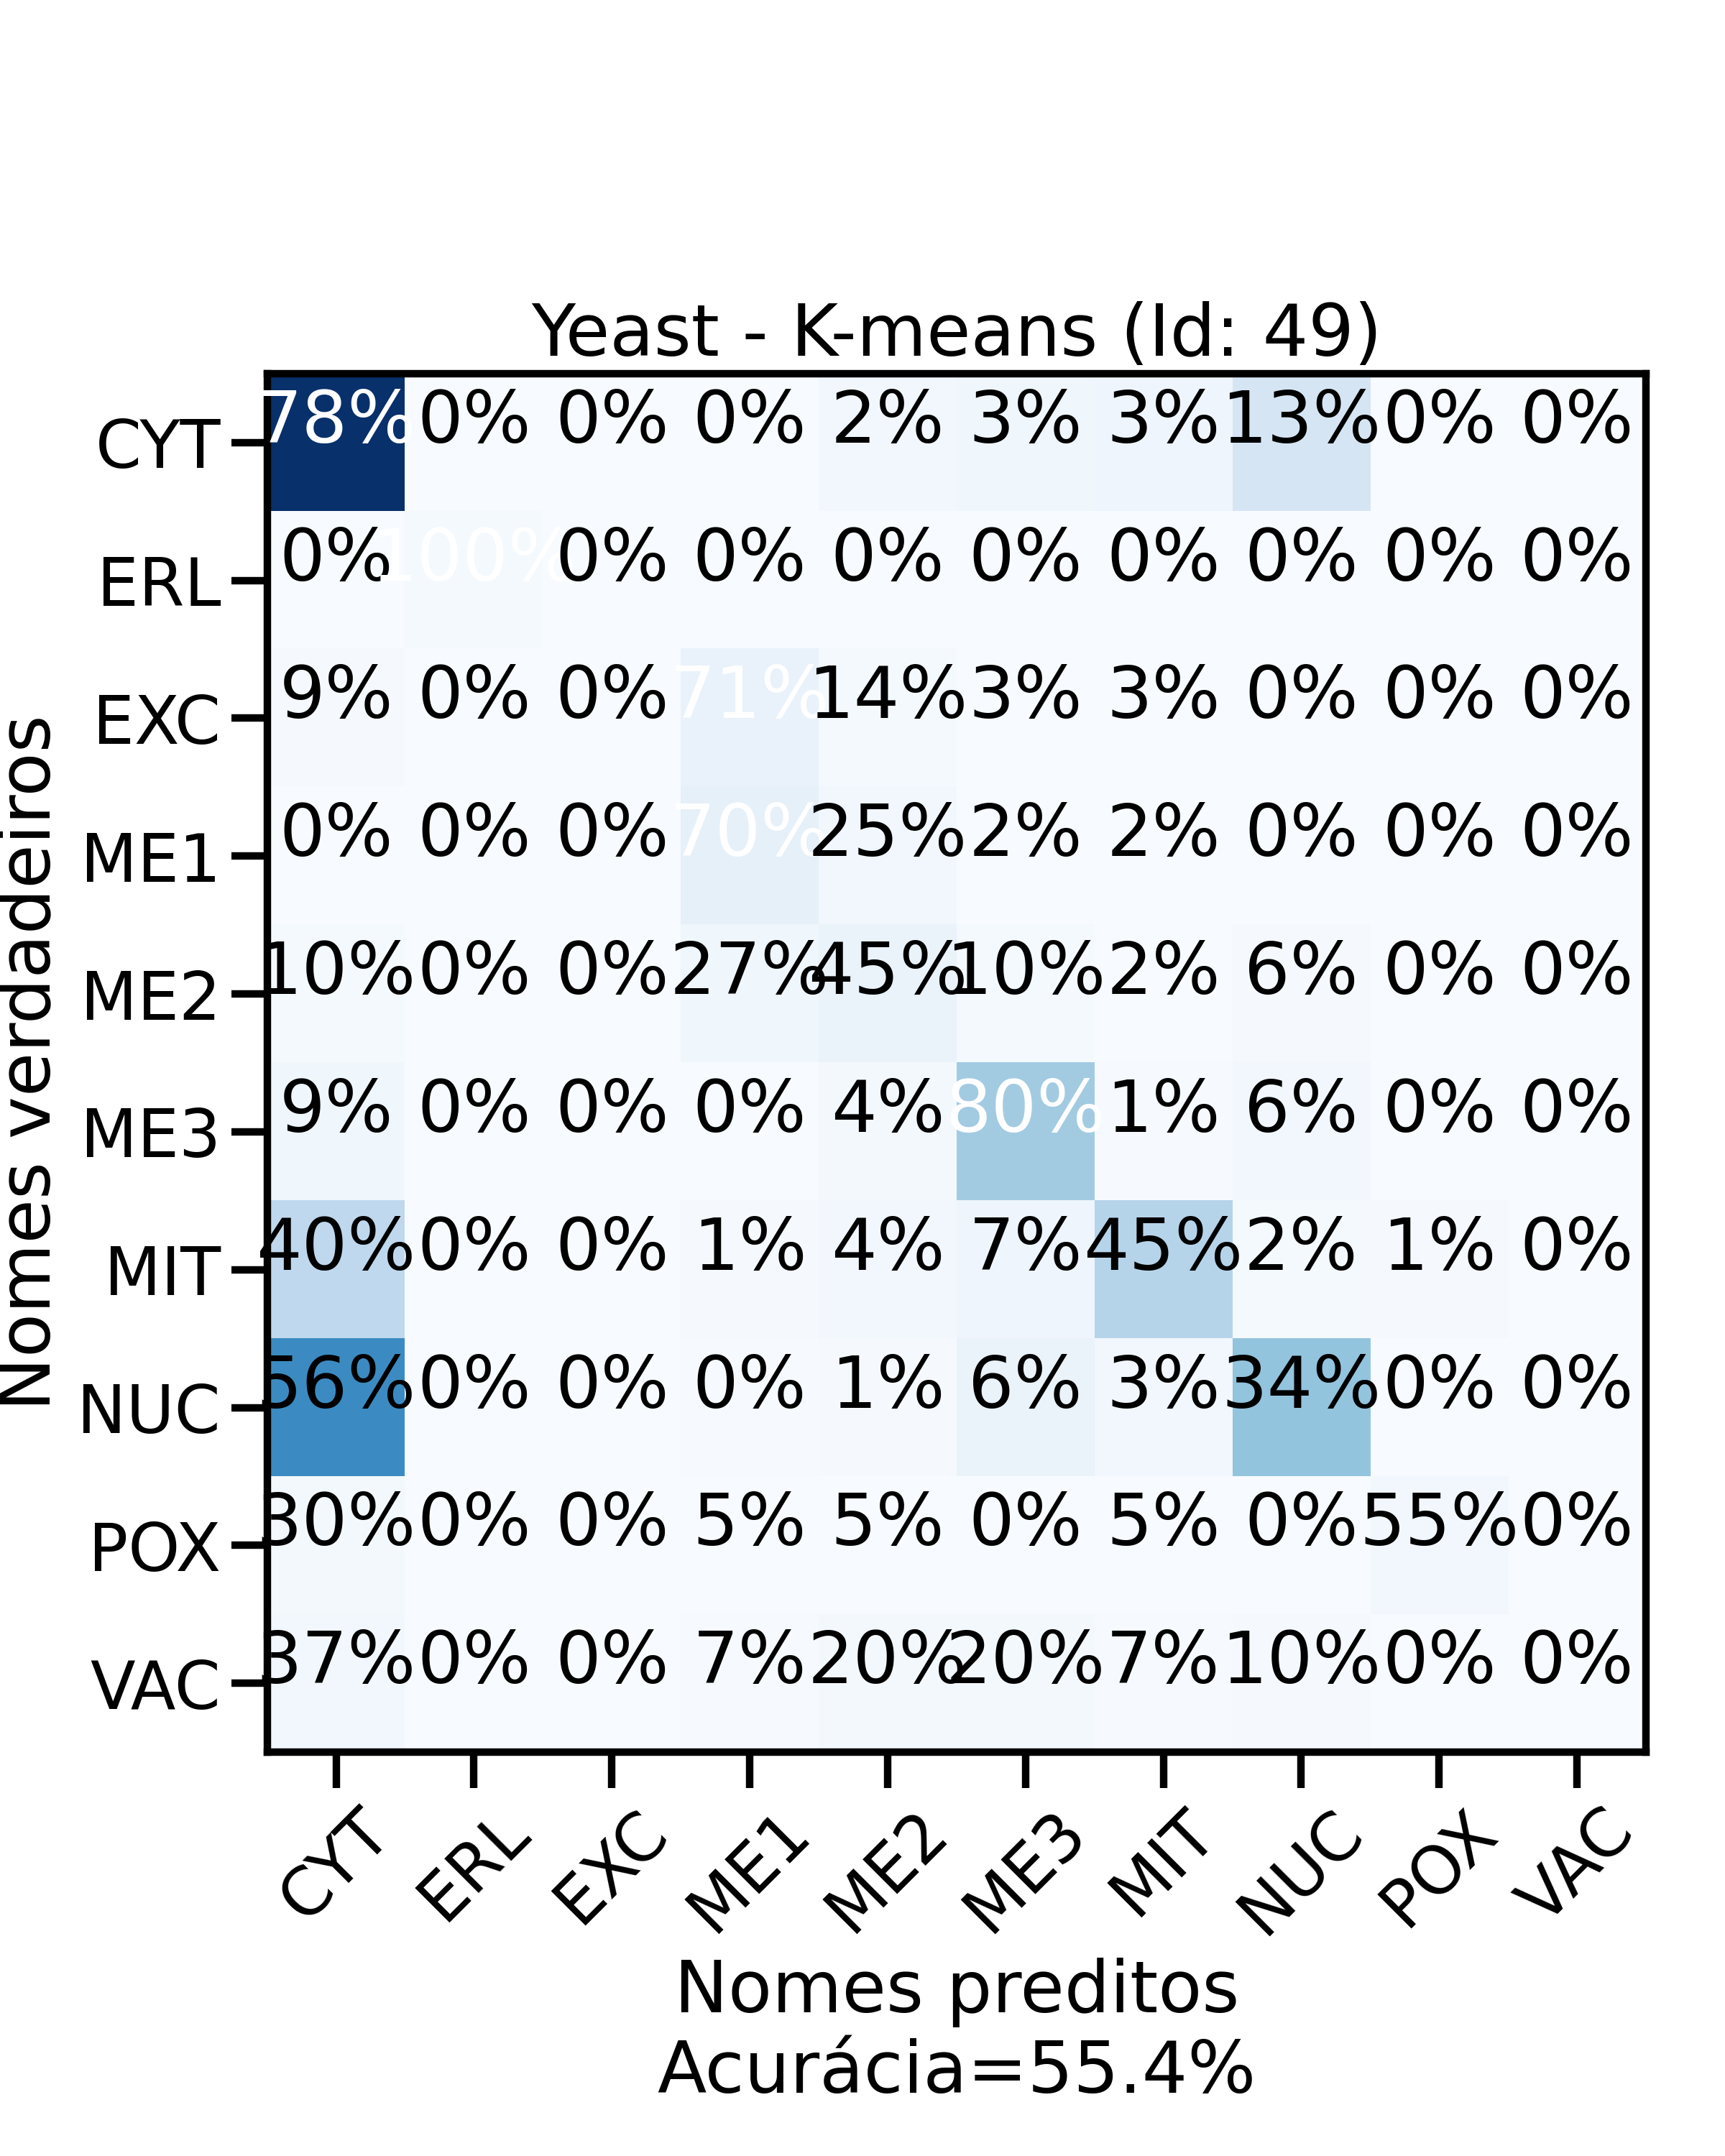 Yeast - K-means (Id: 49)
Nomes verdadeiros
CYT 78% 0% 0% 0% 2% 3% 3% 13% 0% 0%
ERL 0% 100% 0% 0% 0% 0% 0% 0% 0% 0%
EXC 9% 0% 0% 71% 14% 3% 3% 0% 0% 0%
ME1 0% 0% 0% 70% 25% 2% 2% 0% 0% 0%
ME2 10% 0% 0% 27% 45% 10% 2% 6% 0% 0%
ME3 9% 0% 0% 0% 4% 80% 1% 6% 0% 0%
MIT 40% 0% 0% 1% 4% 7% 45% 2% 1% 0%
NUC 56% 0% 0% 0% 1% 6% 3% 34% 0% 0%
POX 30% 0% 0% 5% 5% 0% 5% 0% 55% 0%
VAC 37% 0% 0% 7% 20% 20% 7% 10% 0% 0%
CYT ERL EXC ME1 ME2 ME3 MIT NUC POX VAC
Nomes preditos
Acurácia=55.4%